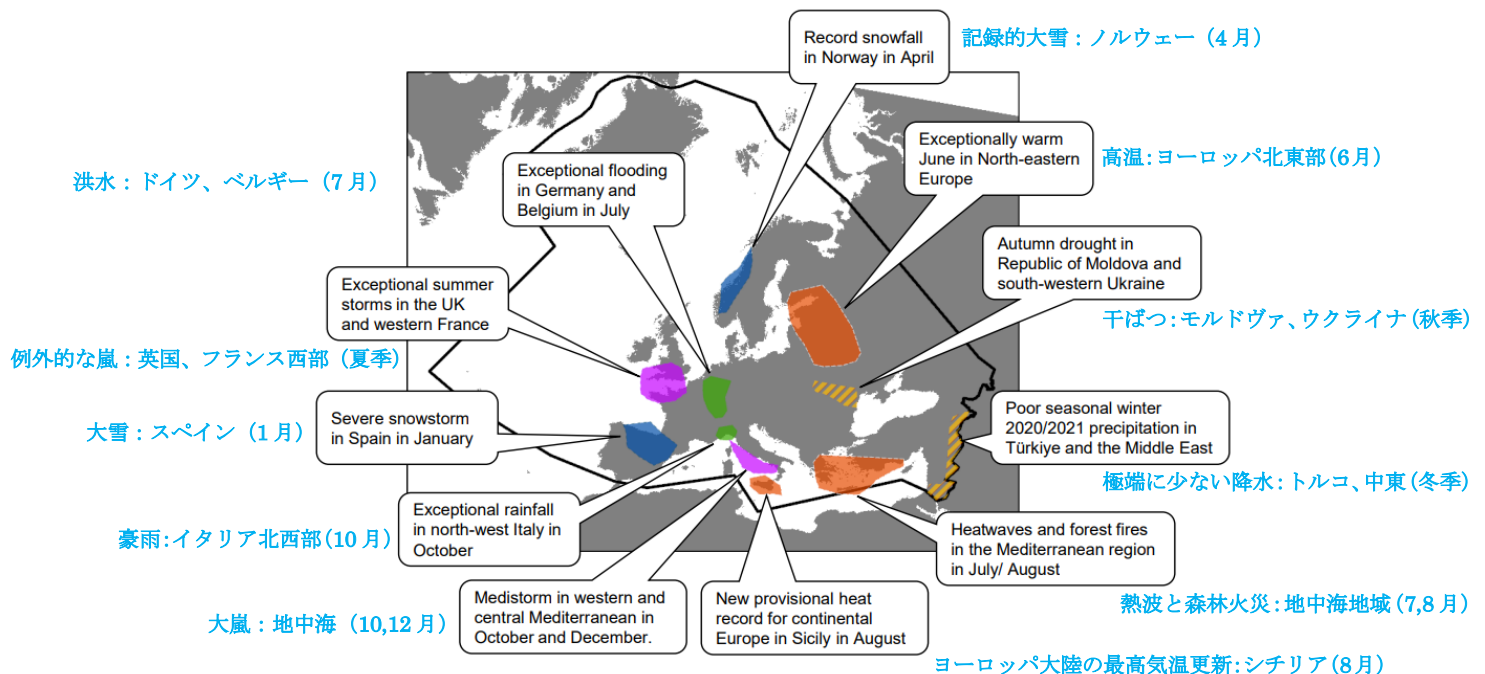 Record snowfall
in Norway in April
記録的大雪：ノルウェー（4月）
Exceptionally warm
June in North-eastern
Europe
高温：ヨーロッパ北東部（6月）
Exceptional flooding
in Germany and
Belgium in July
洪水：ドイツ、ベルギー（7月）
Autumn drought in
Republic of Moldova and
south-western Ukraine
干ばつ：モルドヴァ、ウクライナ（秋季）
Exceptional summer
storms in the UK
and western France
例外的な嵐：英国、フランス西部（夏季）
Severe snowstorm
in Spain in January
大雪：スペイン（1月）
Poor seasonal winter
2020/2021 precipitation in
Türkiye and the Middle East
極端に少ない降水：トルコ、中東（冬季）
Exceptional rainfall
in north-west Italy in
October
豪雨：イタリア北西部（10月）
Heatwaves and forest fires
in the Mediterranean region
in July/ August
熱波と森林火災：地中海地域（7,8月）
Medistorm in western and
central Mediterranean in
October and December.
大嵐：地中海（10,12月）
New provisional heat
record for continental
Europe in Sicily in August
ヨーロッパ大陸の最高気温更新：シチリア（8月）